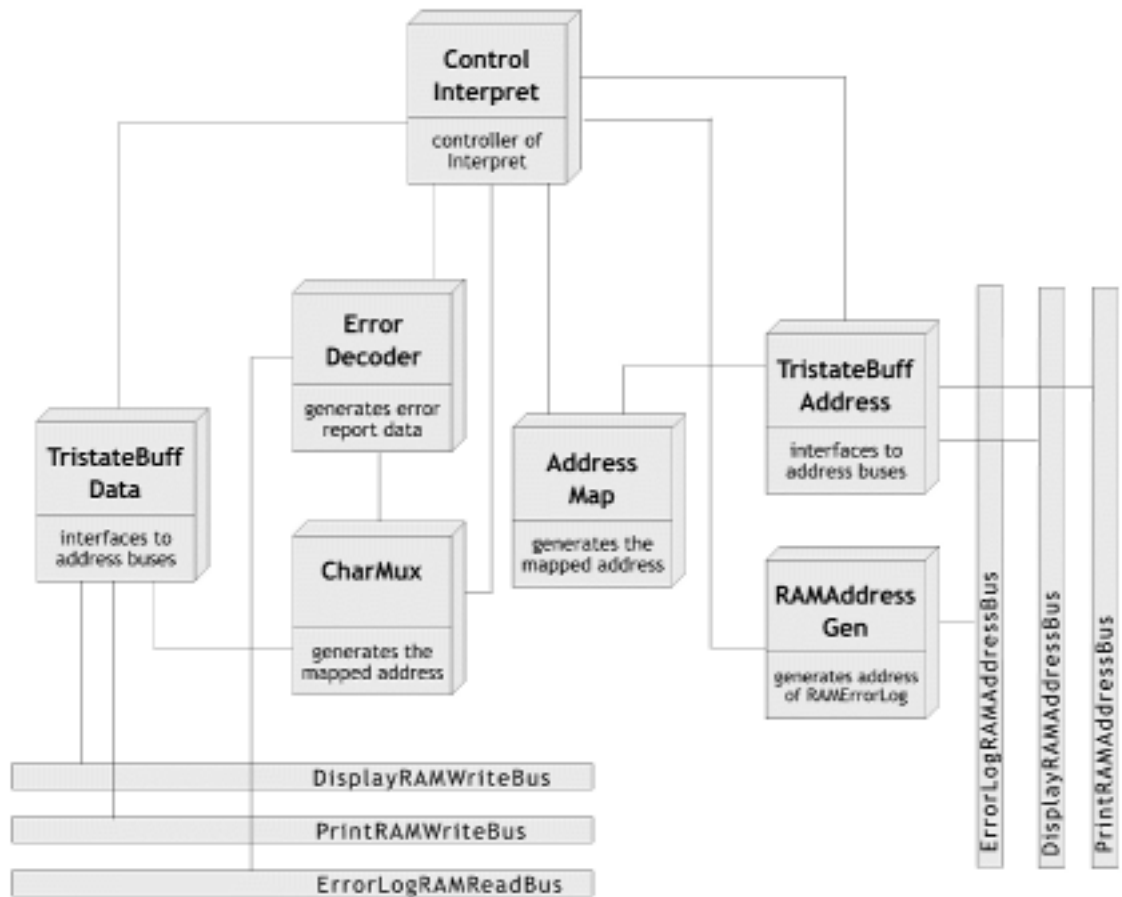 Control
Interpret
controller of
Interpret
Error
Decoder
generates error
report data
TristateBuff
Address
interfaces to
address buses
TristateBuff
Data
interfaces to
address buses
Address
Map
generates the
mapped address
CharMux
generates the
mapped address
RAMAddress
Gen
generates address
of RAMErrorLog
ErrorLogRAMAddressBus
DisplayRAMAddressBus
PrintRAMAddressBus
DisplayRAMWriteBus
PrintRAMWriteBus
ErrorLogRAMReadBus